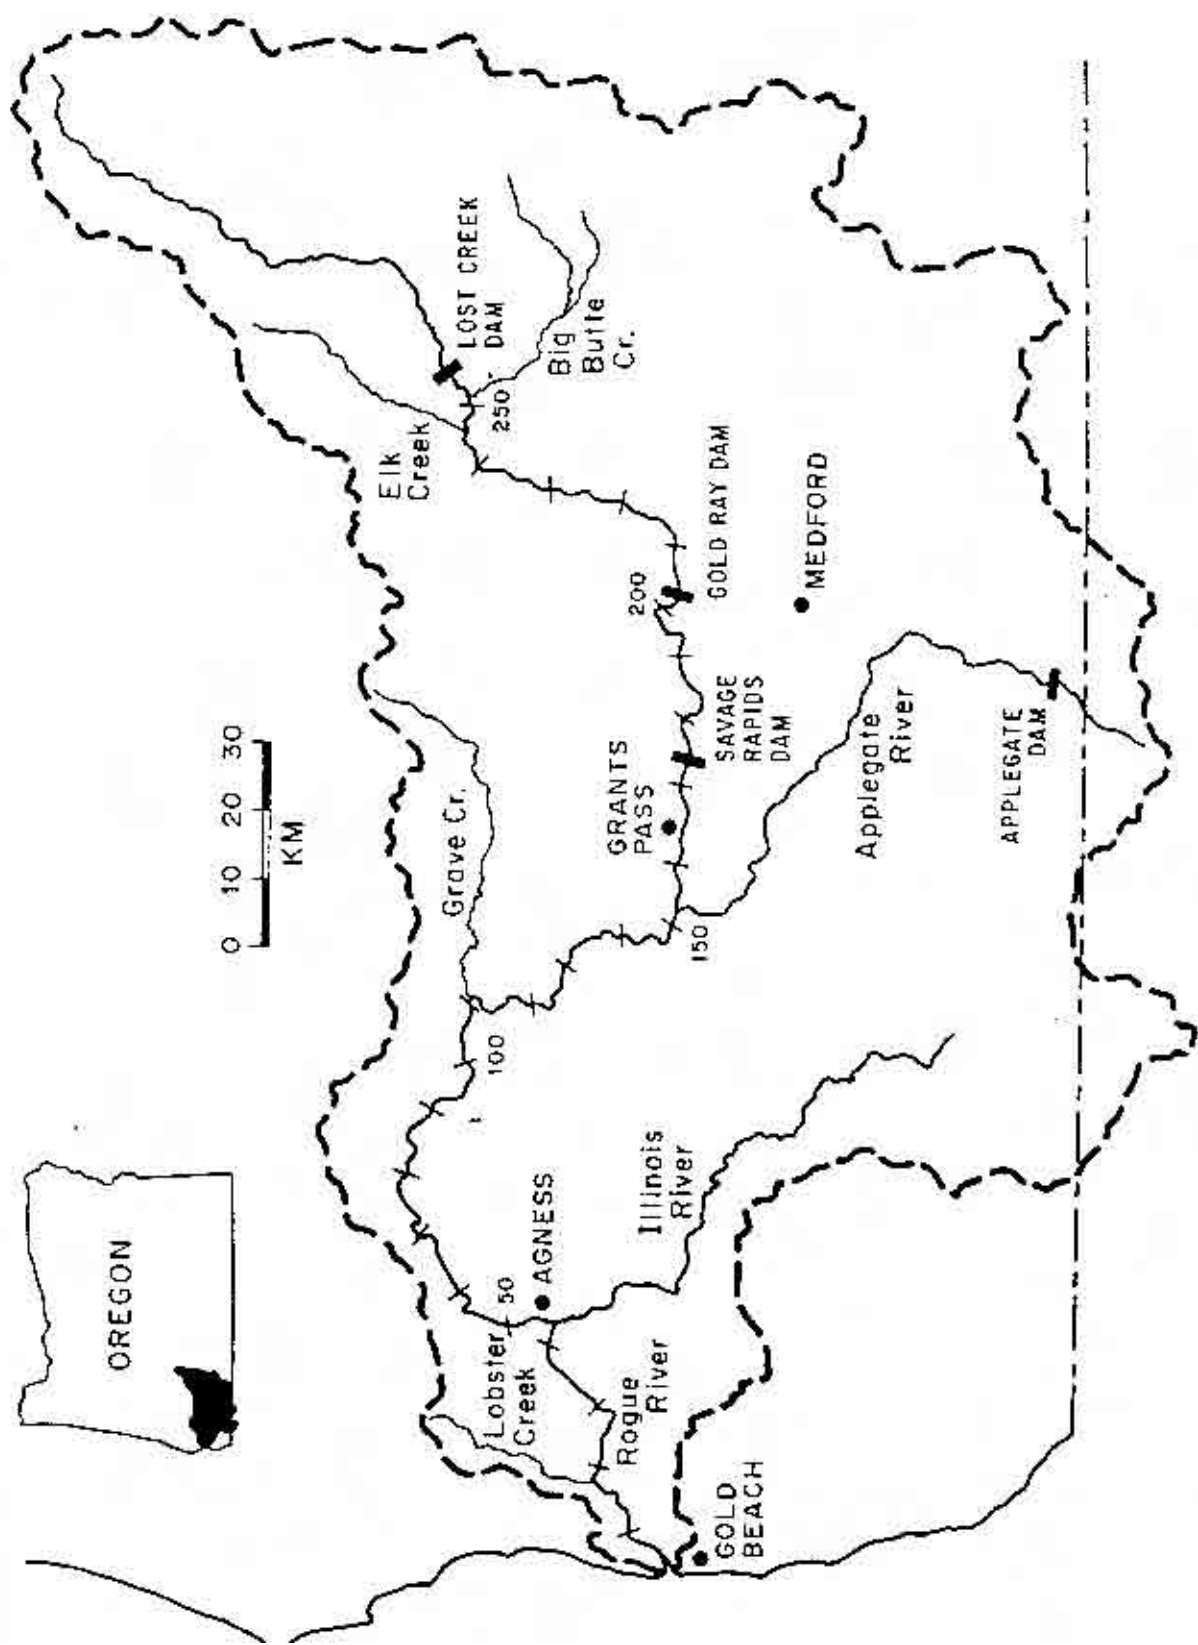 OREGON
0 10 20 30
KM
Elk
Creek
LOST CREEK
DAM
250
Big
Butte
Cr.
Grave Cr.
200
GOLD RAY DAM
MEDFORD
GRANTS
PASS
SAVAGE
RAPIDS
DAM
150
Applegate
River
APPLEGATE
DAM
100
Illinois
River
50
AGNESS
Lobster
Creek
Rogue
River
GOLD
BEACH